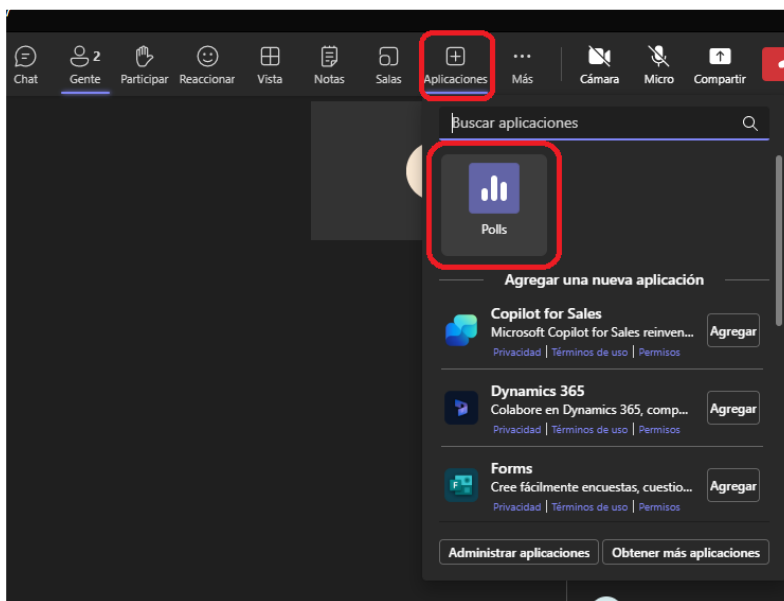 Chat
Gente
2
Participar
Reaccionar
Vista
Notas
Salas
Aplicaciones
Más
Cámara
Micro
Compartir
Buscar aplicaciones
Polls
Agregar una nueva aplicación
Copilot for Sales
Microsoft Copilot for Sales reinven...
Agregar
Privacidad | Términos de uso | Permisos
Dynamics 365
Colabore en Dynamics 365, comp...
Agregar
Privacidad | Términos de uso | Permisos
Forms
Cree fácilmente encuestas, cuestio...
Agregar
Privacidad | Términos de uso | Permisos
Administrar aplicaciones
Obtener más aplicaciones